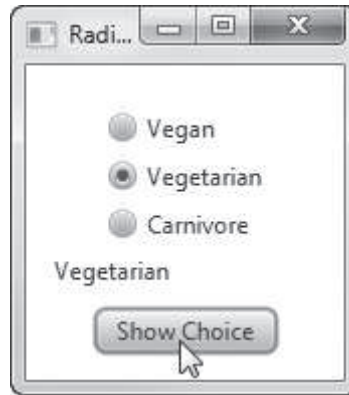 Radi...
Vegan
Vegetarian
Carnivore
Vegetarian
Show Choice